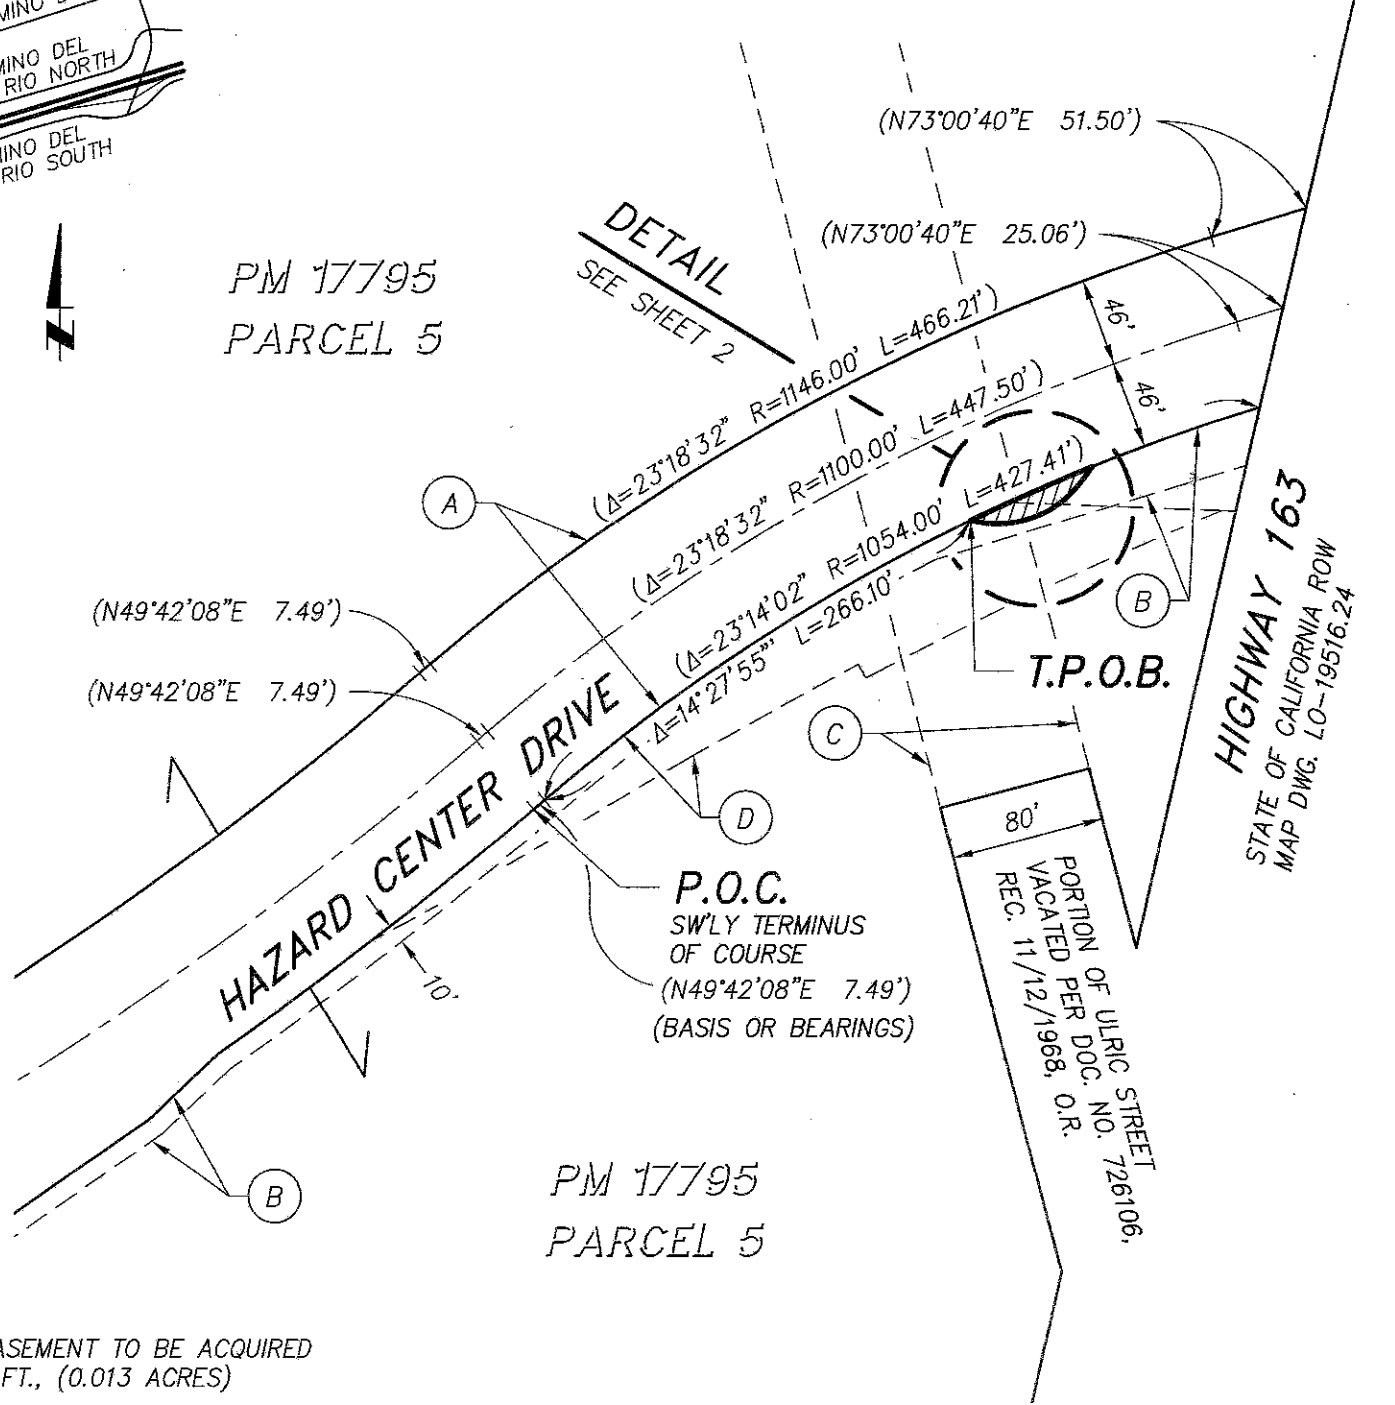 MINO DEL
RIO NORTH
MINO DEL
RIO SOUTH
(N73°00'40"E 51.50')
(N73°00'40"E 25.06')
DETAIL
SEE SHEET 2
PM 17795
PARCEL 5
46'
46'
(Δ=23°18'32" R=1146.00' L=466.21')
(Δ=23°18'32" R=1100.00' L=447.50')
(Δ=23°14'02" R=1054.00' L=427.41')
Δ=14°27'55"' L=266.10'
A
B
(N49°42'08"E 7.49')
(N49°42'08"E 7.49')
T.P.O.B.
HIGHWAY 163
STATE OF CALIFORNIA ROW
MAP DWG. LO-19516.24
C
D
HAZARD CENTER DRIVE
80'
P.O.C.
SW'LY TERMINUS
OF COURSE
(N49°42'08"E 7.49')
(BASIS OR BEARINGS)
10'
PORTION OF ULRIC STREET
VACATED PER DOC. NO. 726106,
REC. 11/12/1968, O.R.
B
PM 17795
PARCEL 5
ASEMENT TO BE ACQUIRED
FT., (0.013 ACRES)